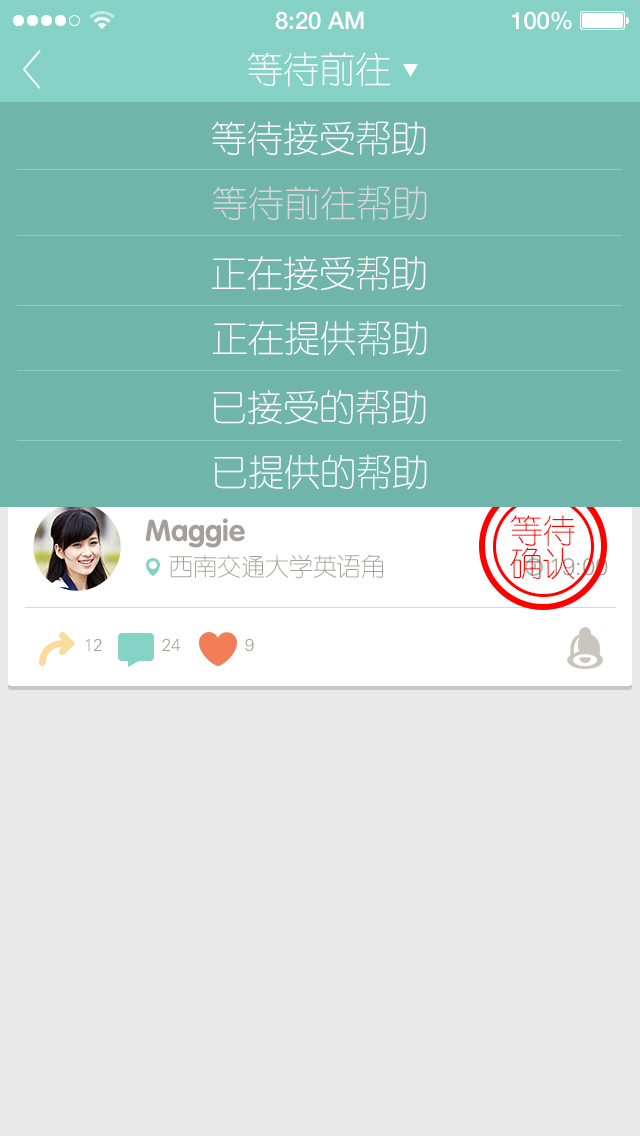 8:20 AM 100%
等待前往
等待接受帮助
等待前往帮助
正在接受帮助
正在提供帮助
已接受的帮助
已提供的帮助
Maggie
等待
确认
西南交通大学英语角 19:00
12 24 9